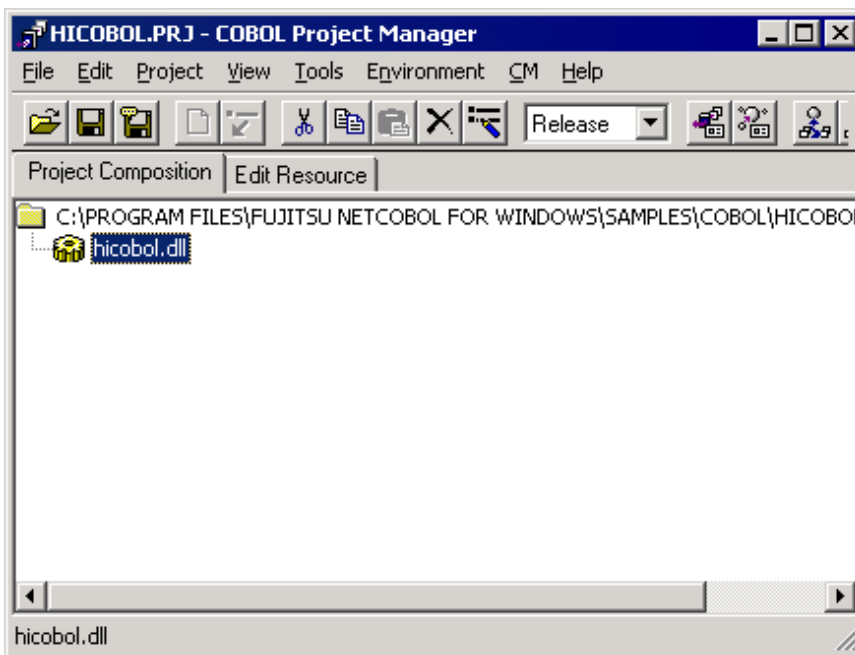 HICOBOL.PRJ - COBOL Project Manager
File Edit Project View Tools Environment CM Help
Release
Project Composition Edit Resource
C:\PROGRAM FILES\FUJITSU NETCOBOL FOR WINDOWS\SAMPLES\COBOL\HICOBO
hicobol.dll
hicobol.dll